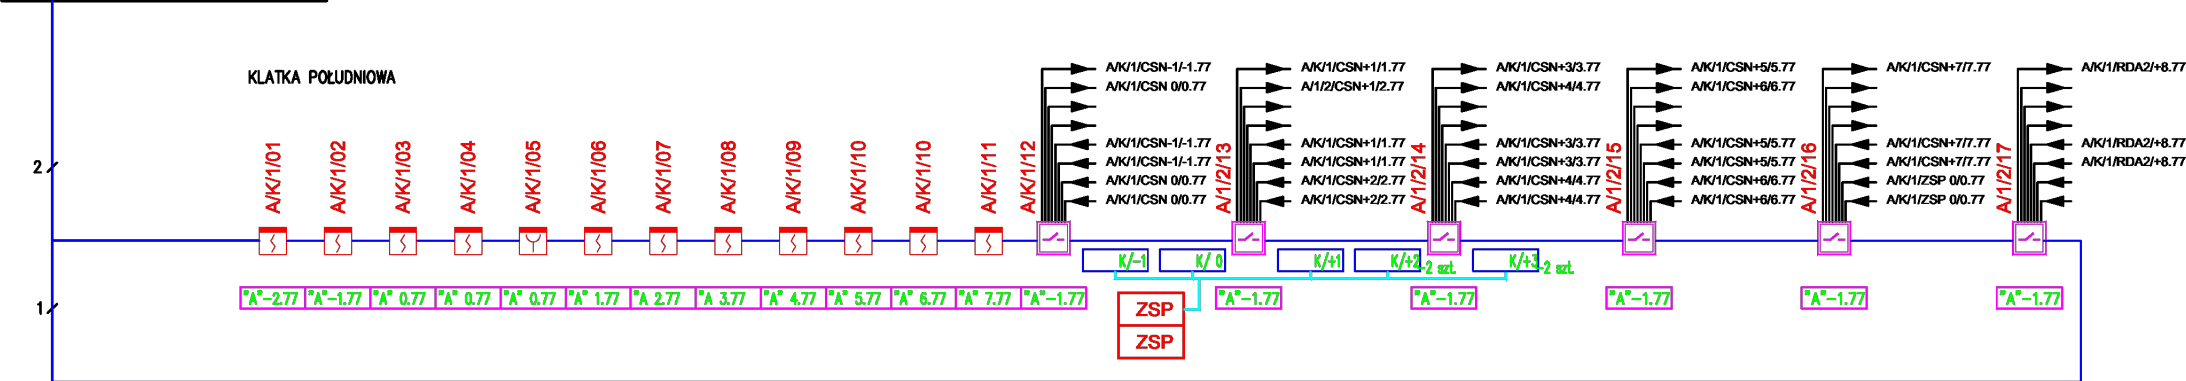 KLATKA POŁUDNIOWA
A/K/1/01
A/K/1/02
A/K/1/03
A/K/1/04
A/K/1/05
A/K/1/06
A/K/1/07
A/K/1/08
A/K/1/09
A/K/1/10
A/K/1/10
A/K/1/11
A/K/1/12
A/K/1/CSN-1/-1.77
A/K/1/CSN 0/0.77
A/K/1/CSN-1/-1.77
A/K/1/CSN-1/-1.77
A/K/1/CSN 0/0.77
A/K/1/CSN 0/0.77
A/1/2/13
A/K/1/CSN+1/1.77
A/1/2/CSN+1/2.77
A/K/1/CSN+1/1.77
A/K/1/CSN+1/1.77
A/K/1/CSN+2/2.77
A/K/1/CSN+2/2.77
A/1/2/14
A/K/1/CSN+3/3.77
A/K/1/CSN+4/4.77
A/K/1/CSN+3/3.77
A/K/1/CSN+3/3.77
A/K/1/CSN+4/4.77
A/K/1/CSN+4/4.77
A/1/2/15
A/K/1/CSN+5/5.77
A/K/1/CSN+6/6.77
A/K/1/CSN+5/5.77
A/K/1/CSN+5/5.77
A/K/1/CSN+6/6.77
A/K/1/CSN+6/6.77
A/1/2/16
A/K/1/CSN+7/7.77
A/K/1/CSN+7/7.77
A/K/1/CSN+7/7.77
A/K/1/ZSP 0/0.77
A/K/1/ZSP 0/0.77
A/1/2/17
A/K/1/RDA2/+8.77
A/K/1/RDA2/+8.77
A/K/1/RDA2/+8.77
2
K/-1
K/ 0
K/+1
K/+2
-2 szt.
K/+3
-2 szt.
1
"A"-2.77
"A"-1.77
"A" 0.77
"A" 0.77
"A" 0.77
"A" 1.77
"A 2.77
"A 3.77
"A" 4.77
"A" 5.77
"A" 6.77
"A" 7.77
"A"-1.77
"A"-1.77
"A"-1.77
"A"-1.77
"A"-1.77
"A"-1.77
ZSP
ZSP